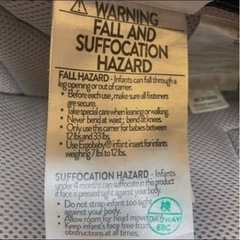 WARNING
FALL AND
SUFFOCATION
HAZARD
FALL HAZARD - Infants can fall through a
leg opening or out of carrier.
• Before each use, make sure all fasteners
are secure.
• Take special care when leaning or walking.
• Never bend at waist; bend at knees.
• Only use this carrier for babies between
12 lbs and 33 lbs.
• Use Ergobaby® infant insert for infants
weighing 7 lbs to 12 lbs.
SUFFOCATION HAZARD - Infants
under 4 months can suffocate in this product
if face is pressed tight against your body.
• Do not strap infant too tight
against your body.
• Allow room for head movement
• Keep infant's face free from
obstructions at all times.
検
EBC